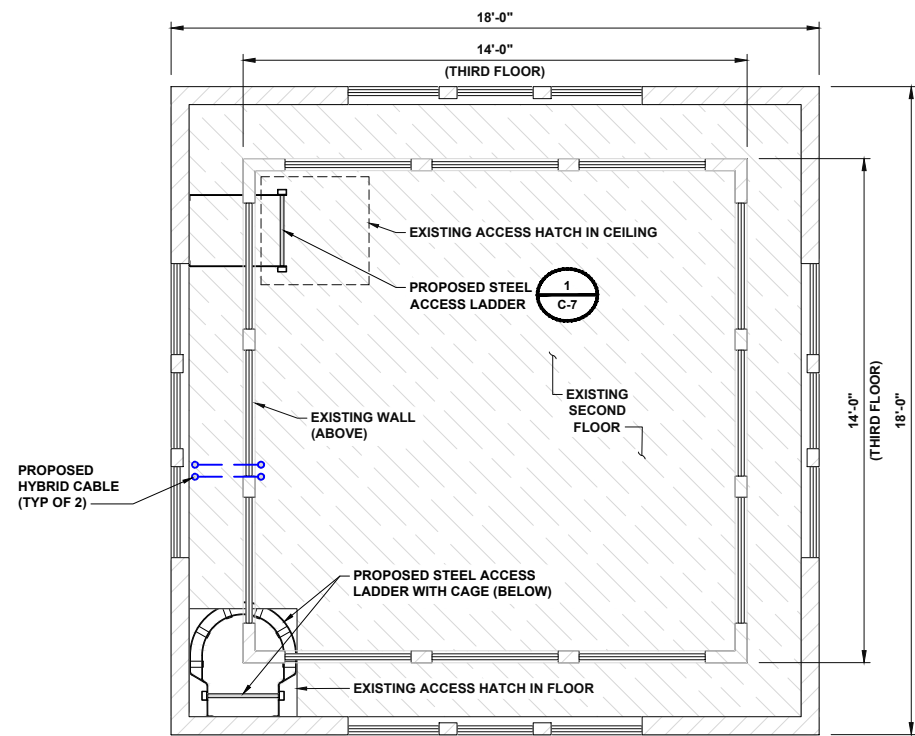 18'-0"
14'-0"
(THIRD FLOOR)
EXISTING ACCESS HATCH IN CEILING
PROPOSED STEEL
ACCESS LADDER
1
C-7
EXISTING
SECOND
FLOOR
14'-0"
(THIRD FLOOR)
18'-0"
EXISTING WALL
(ABOVE)
PROPOSED
HYBRID CABLE
(TYP OF 2)
PROPOSED STEEL ACCESS
LADDER WITH CAGE (BELOW)
EXISTING ACCESS HATCH IN FLOOR